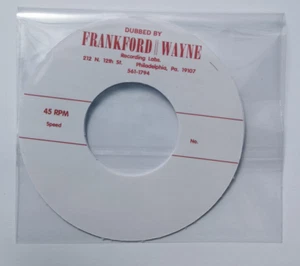 DUBBED BY
FRANKFORD WAYNE
Recording Labs.
212 N. 12th St. Philadelphia, Pa. 19107
561-1794
45 RPM
Speed
No: